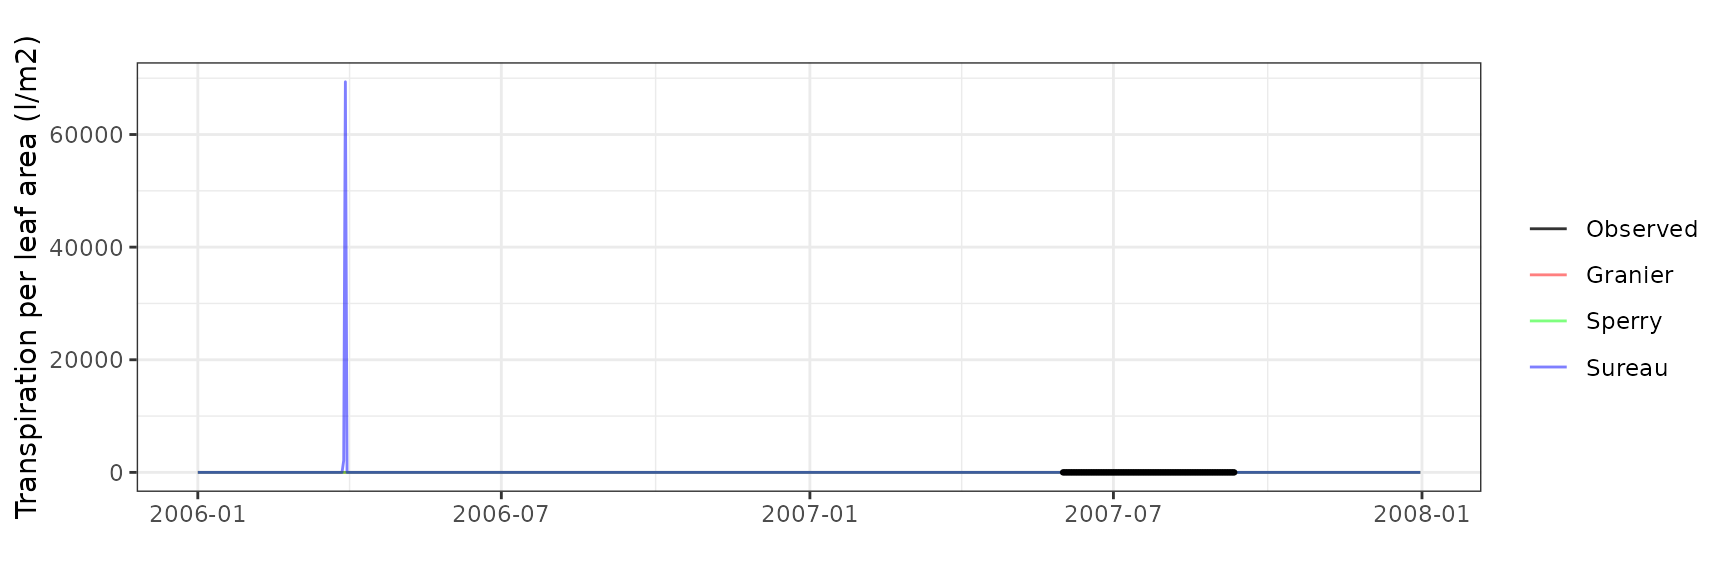 Transpiration per leaf area (l/m2)
60000
40000
20000
0
2006-01
2006-07
2007-01
2007-07
2008-01
Observed
Granier
Sperry
Sureau